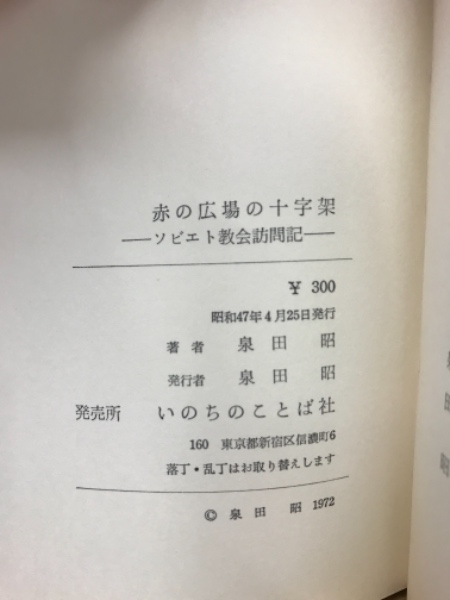 赤の広場の十字架
——ソビエト教会訪問記——
¥ 300
昭和47年4月25日発行
著者 泉田 昭
発行者 泉田 昭
発売所 いのちのことば社
160 東京都新宿区信濃町6
落丁・乱丁はお取り替えします
© 泉田 昭 1972